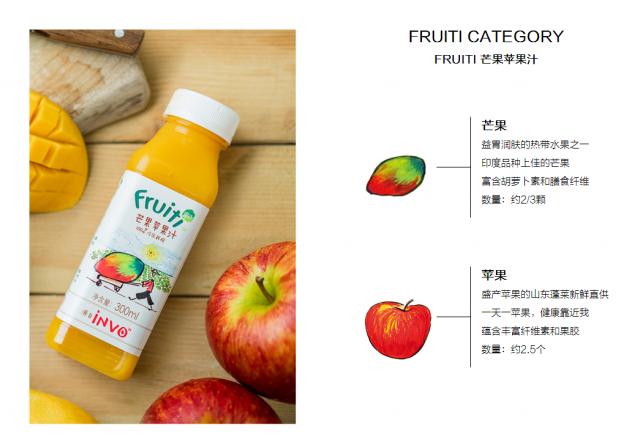 FRUITI CATEGORY
FRUITI 芒果苹果汁
Fruiti
芒果苹果汁
净含量：300ml
iNVO
芒果
益胃润肤的热带水果之一
印度品种上佳的芒果
富含胡萝卜素和膳食纤维
数量：约2/3颗
苹果
盛产苹果的山东蓬莱新鲜直供
一天一苹果，健康靠近我
蕴含丰富纤维素和果胶
数量：约2.5个